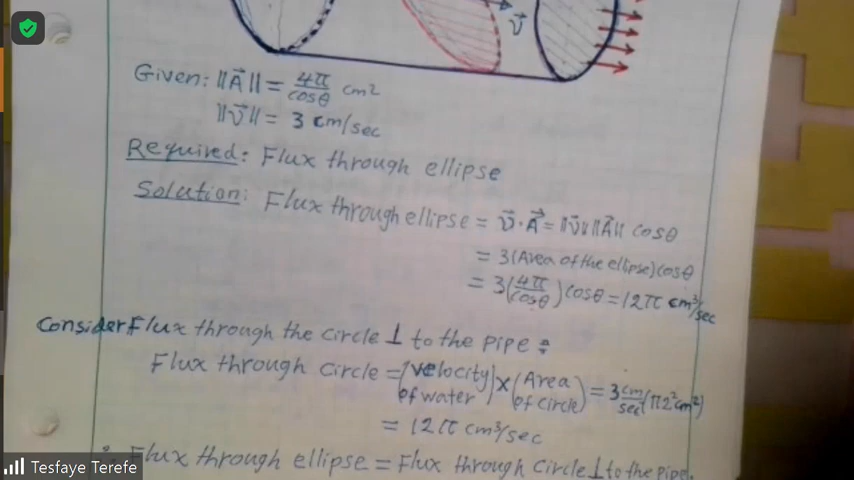 v⃗
Given: ||A⃗|| = 4π/cosθ cm²
||v⃗|| = 3 cm/sec
Required: Flux through ellipse
Solution: Flux through ellipse = v⃗·A⃗ = ||v⃗|| ||A⃗|| cosθ
= 3(Area of the ellipse)cosθ
= 3(4π/cosθ)cosθ = 12π cm³/sec
Consider Flux through the circle ⊥ to the pipe:
Flux through circle = (velocity of water) × (Area of circle) = 3 cm/sec (π2² cm²)
= 12π cm³/sec
∴ Flux through ellipse = Flux through Circle ⊥ to the pipe.
Tesfaye Terefe